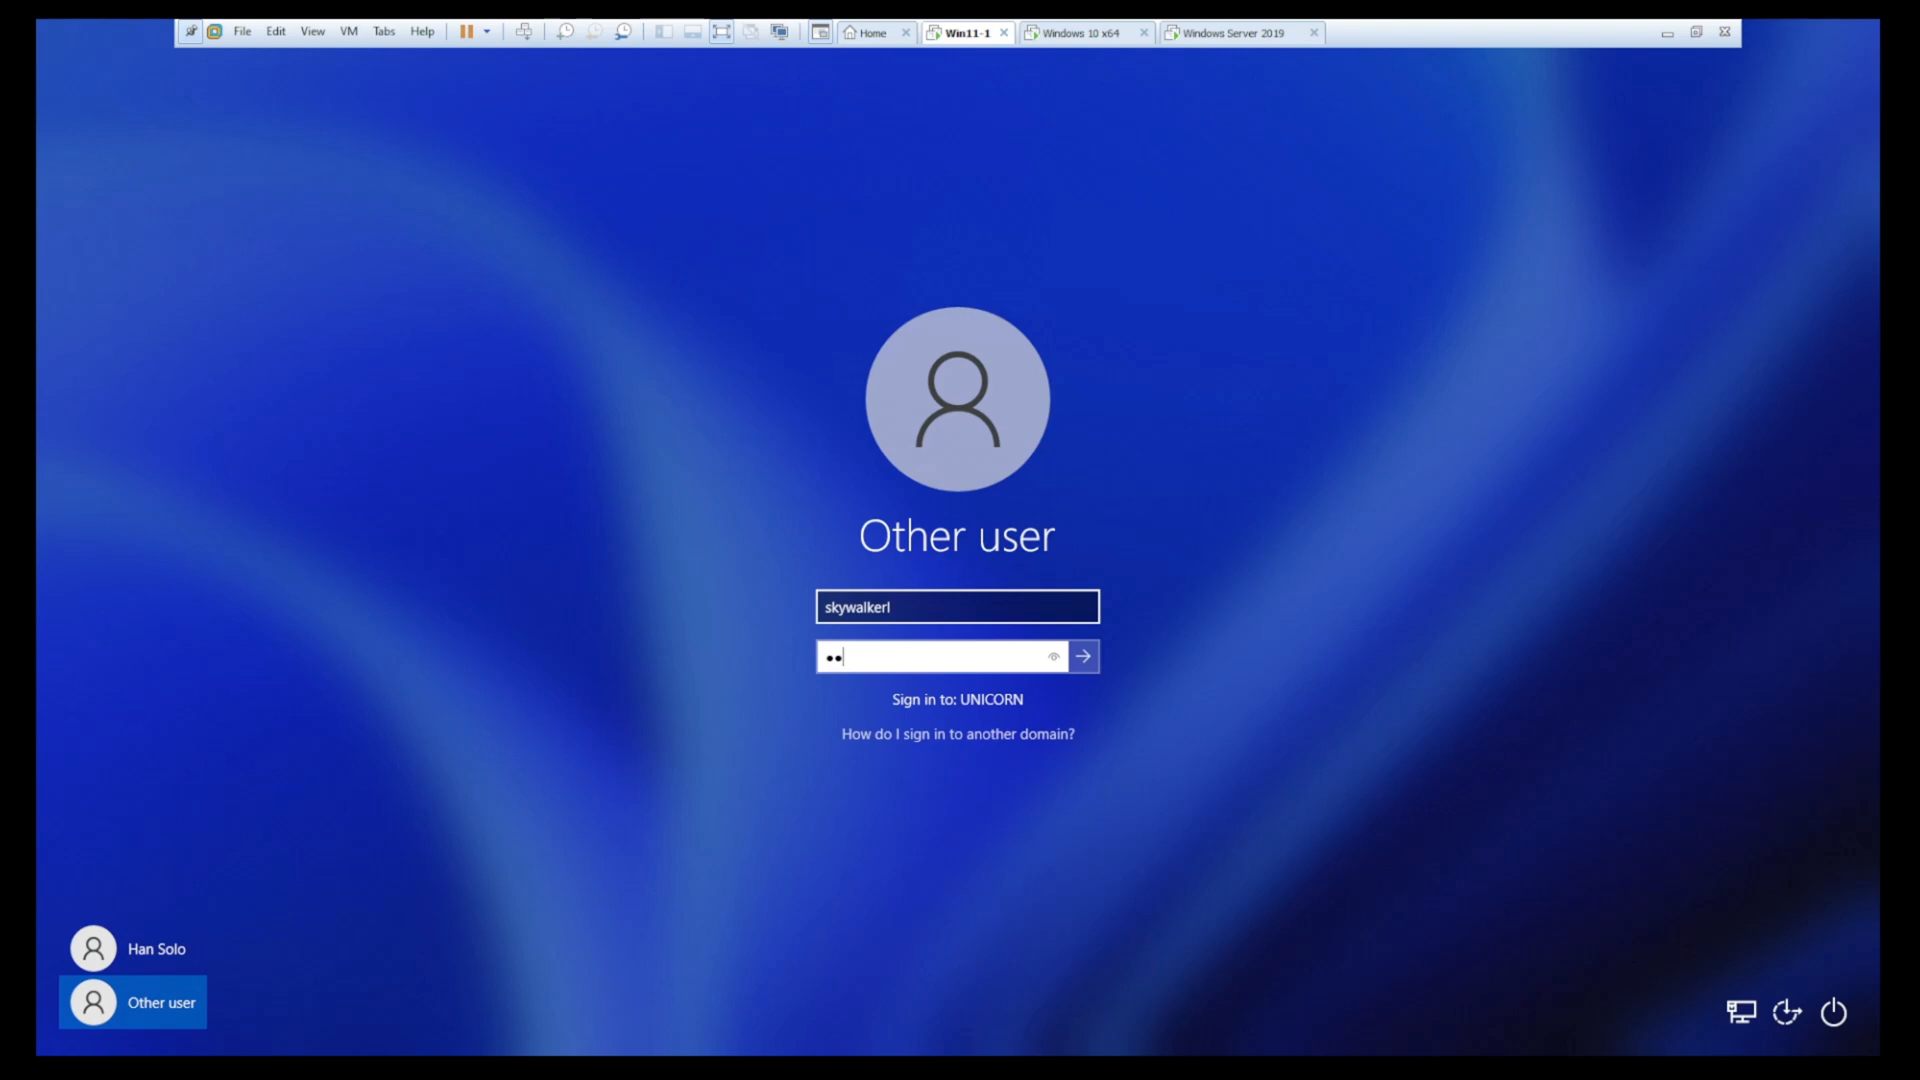 File Edit View VM Tabs Help Home Win11-1 Windows 10 x64 Windows Server 2019
Other user
skywalkerl
••
Sign in to: UNICORN
How do I sign in to another domain?
Han Solo
Other user